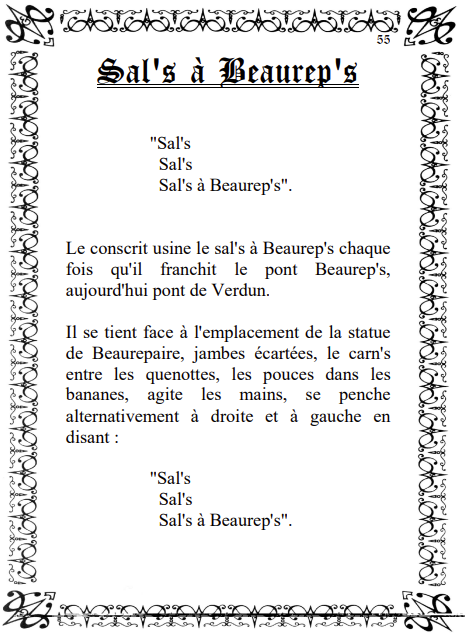 55
Sal's à Beaurep's
"Sal's
Sal's
Sal's à Beaurep's".
Le conscrit usine le sal's à Beaurep's chaque
fois qu'il franchit le pont Beaurep's,
aujourd'hui pont de Verdun.
Il se tient face à l'emplacement de la statue
de Beaurepaire, jambes écartées, le carn's
entre les quenottes, les pouces dans les
bananes, agite les mains, se penche
alternativement à droite et à gauche en
disant :
"Sal's
Sal's
Sal's à Beaurep's".